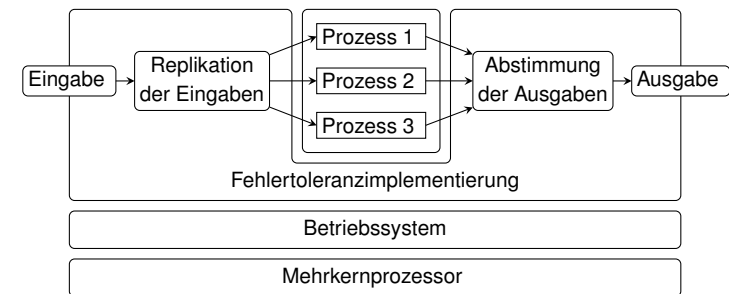 Eingabe
Replikation
der Eingaben
Prozess 1
Prozess 2
Prozess 3
Abstimmung
der Ausgaben
Ausgabe
Fehlertoleranzimplementierung
Betriebssystem
Mehrkernprozessor